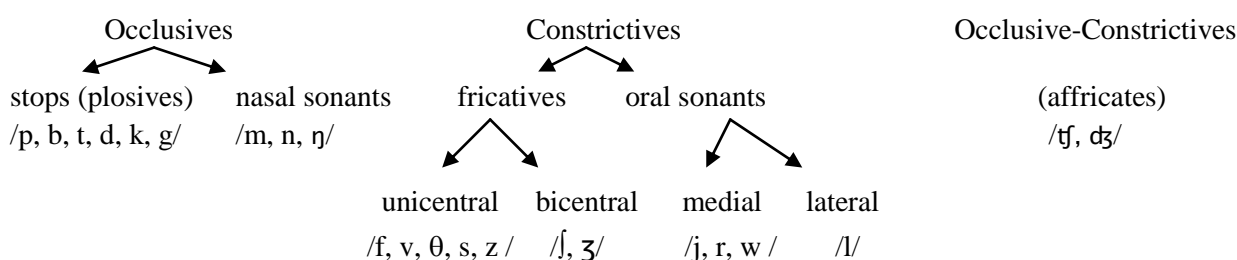 Occlusives Constrictives Occlusive-Constrictives
stops (plosives) nasal sonants fricatives oral sonants (affricates)
/p, b, t, d, k, g/ /m, n, ŋ/ /ʧ, ʤ/
unicentral bicentral medial lateral
/f, v, θ, s, z / /ʃ, ʒ/ /j, r, w / /l/